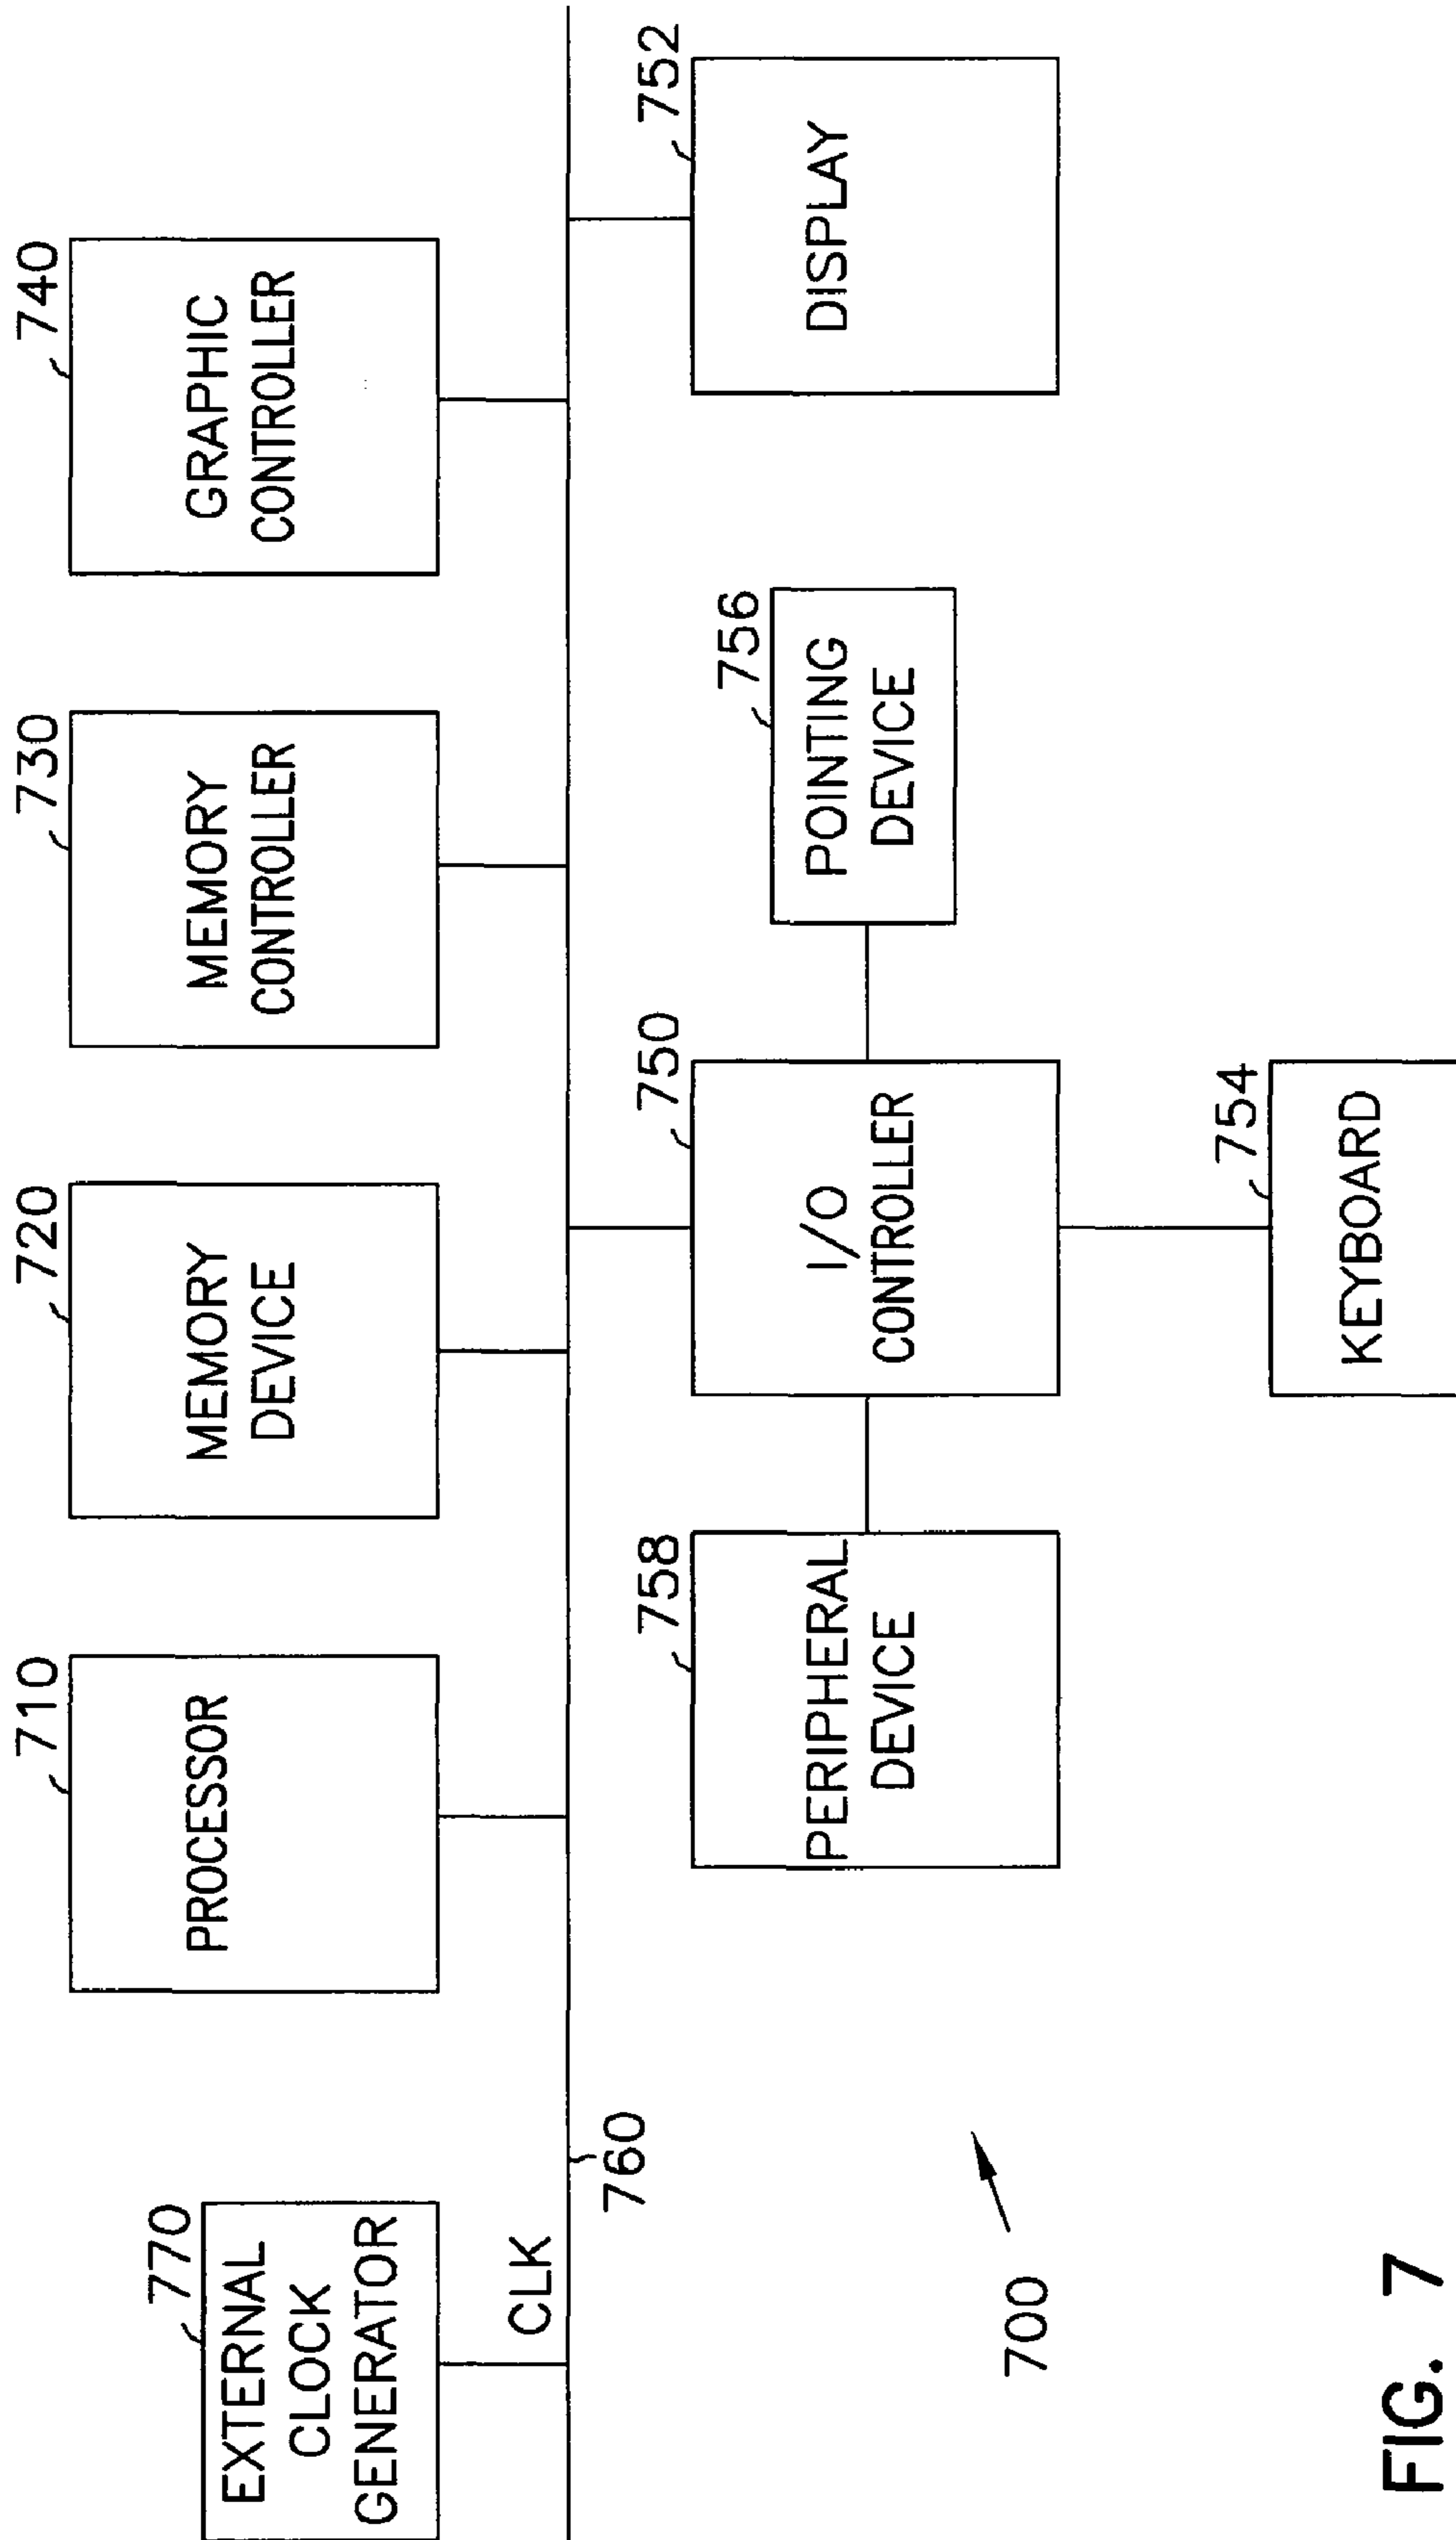 770
EXTERNAL
CLOCK
GENERATOR
CLK
710
PROCESSOR
720
MEMORY
DEVICE
730
MEMORY
CONTROLLER
740
GRAPHIC
CONTROLLER
760
758
PERIPHERAL
DEVICE
750
I/O
CONTROLLER
756
POINTING
DEVICE
752
DISPLAY
700
754
KEYBOARD
FIG. 7